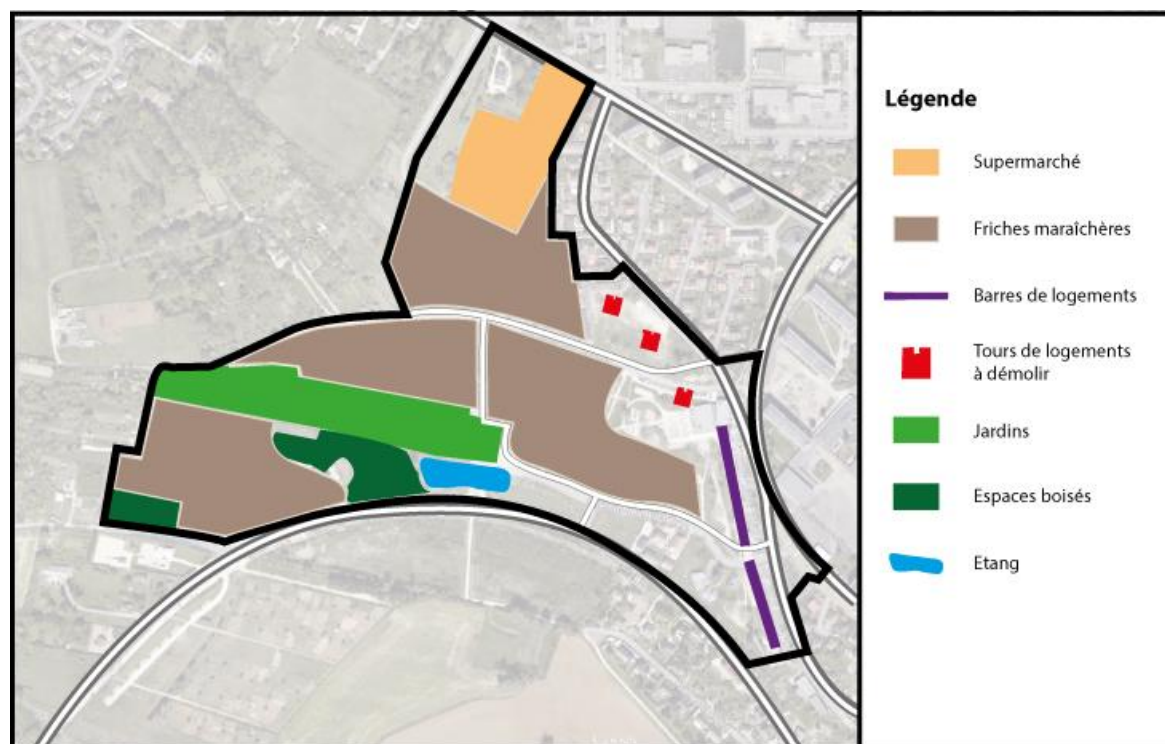 Légende
Supermarché
Friches maraîchères
Barres de logements
Tours de logements
à démolir
Jardins
Espaces boisés
Etang